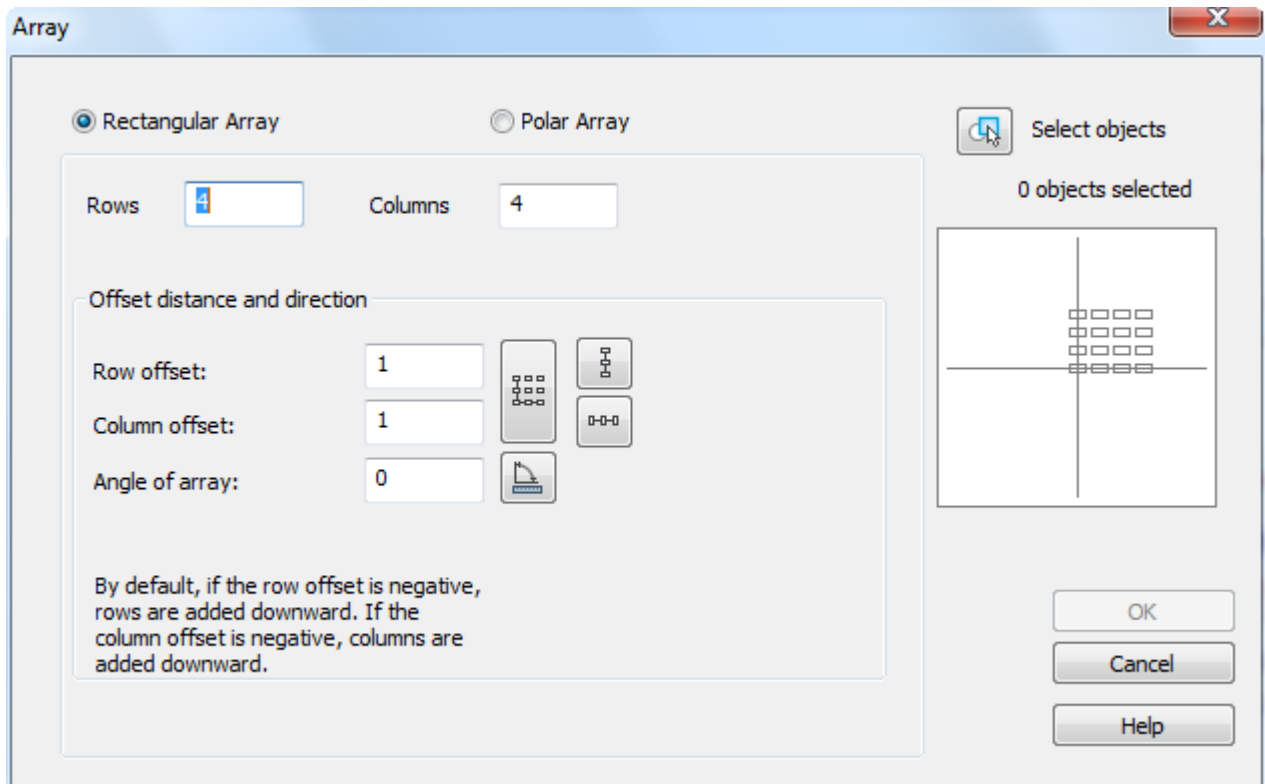 Array
X
Rectangular Array
Polar Array
Select objects
0 objects selected
Rows
4
Columns
4
Offset distance and direction
Row offset:
1
Column offset:
1
Angle of array:
0
By default, if the row offset is negative,
rows are added downward. If the
column offset is negative, columns are
added downward.
OK
Cancel
Help